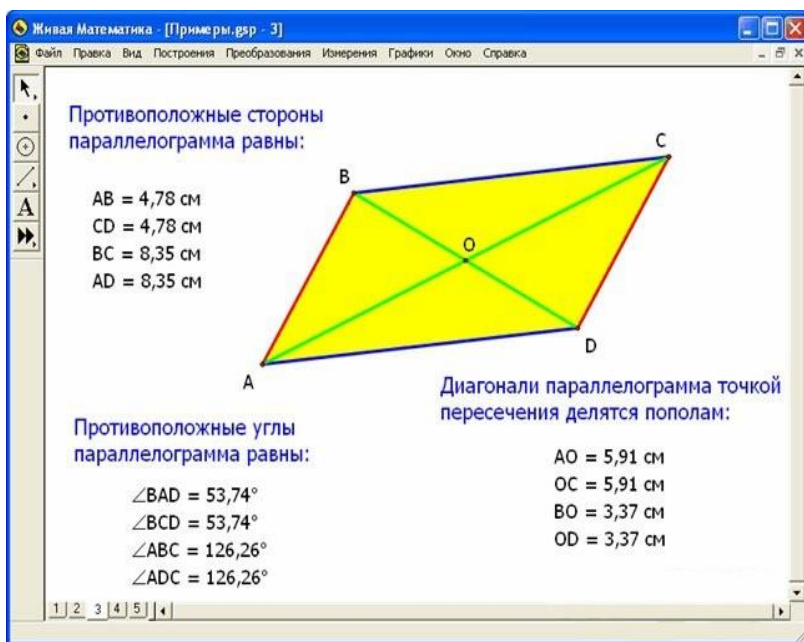 Живая Математика - [Примеры.gsp - 3]
Файл Правка Вид Построения Преобразования Измерения Графики Окно Справка
Противоположные стороны
параллелограмма равны:
AB = 4,78 см
CD = 4,78 см
BC = 8,35 см
AD = 8,35 см
A
B
C
O
D
A
Диагонали параллелограмма точкой
пересечения делятся пополам:
AO = 5,91 см
OC = 5,91 см
BO = 3,37 см
OD = 3,37 см
Противоположные углы
параллелограмма равны:
∠BAD = 53,74°
∠BCD = 53,74°
∠ABC = 126,26°
∠ADC = 126,26°
1 2 3 4 5